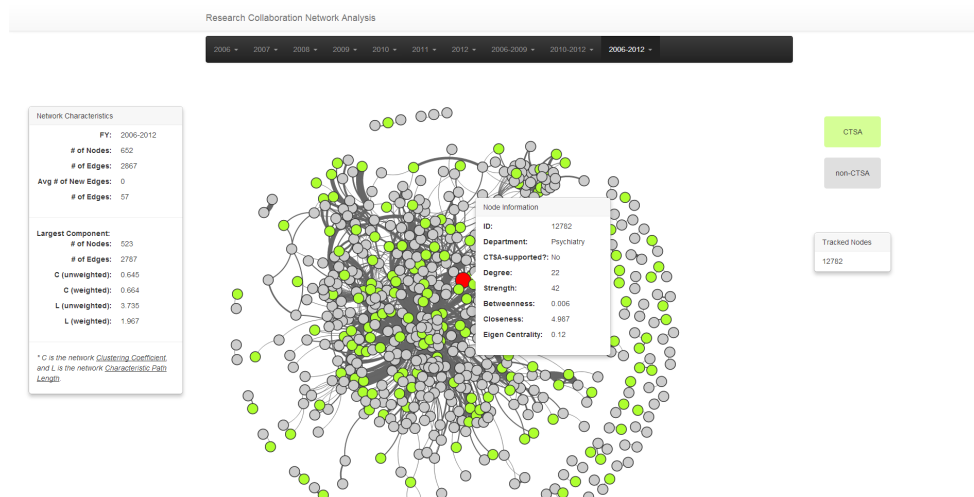 Research Collaboration Network Analysis
2006 2007 2008 2009 2010 2011 2012 2006-2009 2010-2012 2006-2012
Network Characteristics
FY: 2006-2012
# of Nodes: 652
# of Edges: 2867
Avg # of New Edges: 0
# of Edges: 57
Largest Component:
# of Nodes: 523
# of Edges: 2787
C (unweighted): 0.645
C (weighted): 0.664
L (unweighted): 3.735
L (weighted): 1.967
* C is the network Clustering Coefficient,
and L is the network Characteristic Path
Length.
Node Information
ID: 12782
Department: Psychiatry
CTSA-supported?: No
Degree: 22
Strength: 42
Betweenness: 0.006
Closeness: 4.987
Eigen Centrality: 0.12
CTSA
non-CTSA
Tracked Nodes
12782